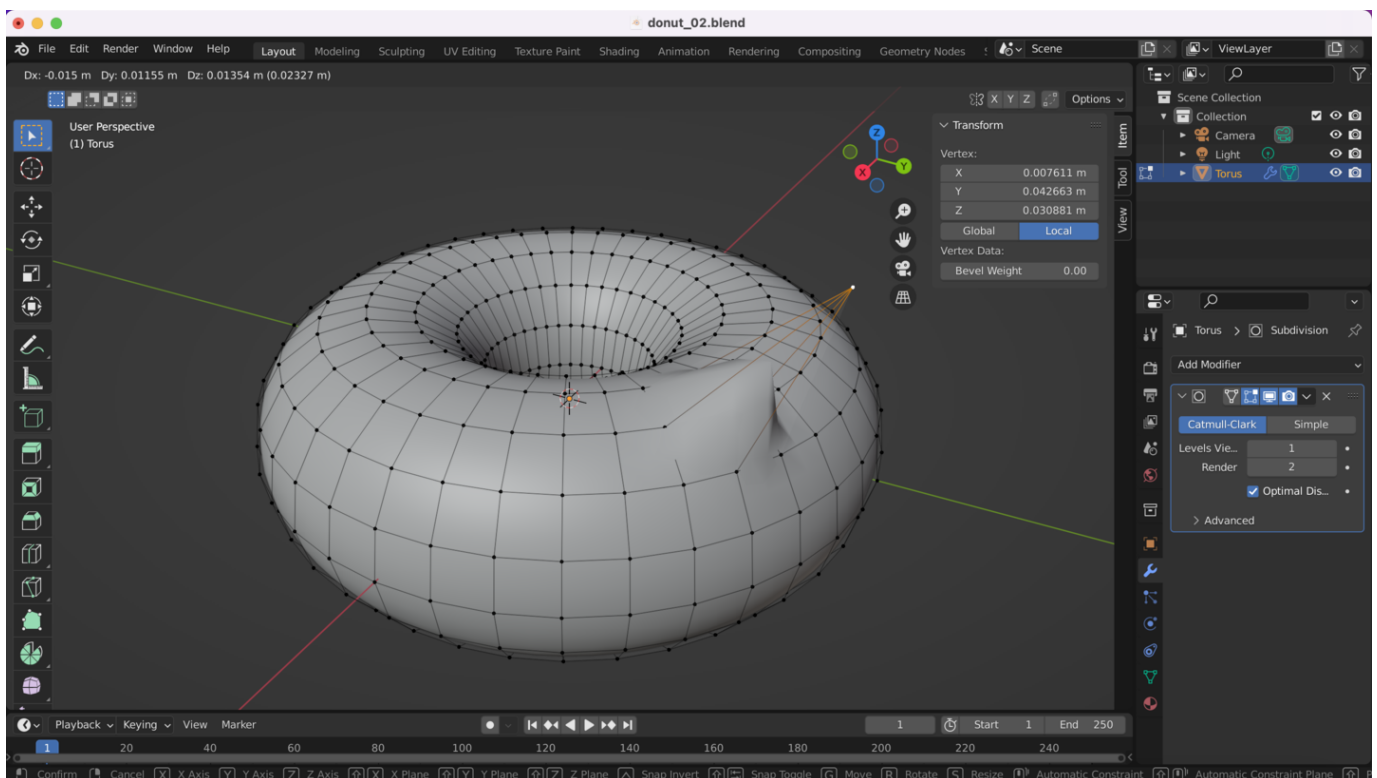 donut_02.blend
File Edit Render Window Help Layout Modeling Sculpting UV Editing Texture Paint Shading Animation Rendering Compositing Geometry Nodes Scene ViewLayer
Dx: -0.015 m Dy: 0.01155 m Dz: 0.01354 m (0.02327 m)
X Y Z Options
User Perspective
(1) Torus
Z
Y
X
Transform
Vertex:
X 0.007611 m
Y 0.042663 m
Z 0.030881 m
Global Local
Vertex Data:
Bevel Weight 0.00
Item
Tool
View
Scene Collection
Collection
Camera
Light
Torus
Torus > Subdivision
Add Modifier
Catmull-Clark Simple
Levels Vie... 1
Render 2
Optimal Dis...
Advanced
Playback Keying View Marker 1 Start 1 End 250
1 20 40 60 80 100 120 140 160 180 200 220 240
Confirm Cancel X X Axis Y Y Axis Z Z Axis X X Plane Y Y Plane Z Z Plane Snap Invert Snap Toggle G Move R Rotate S Resize Automatic Constraint Automatic Constraint Plane